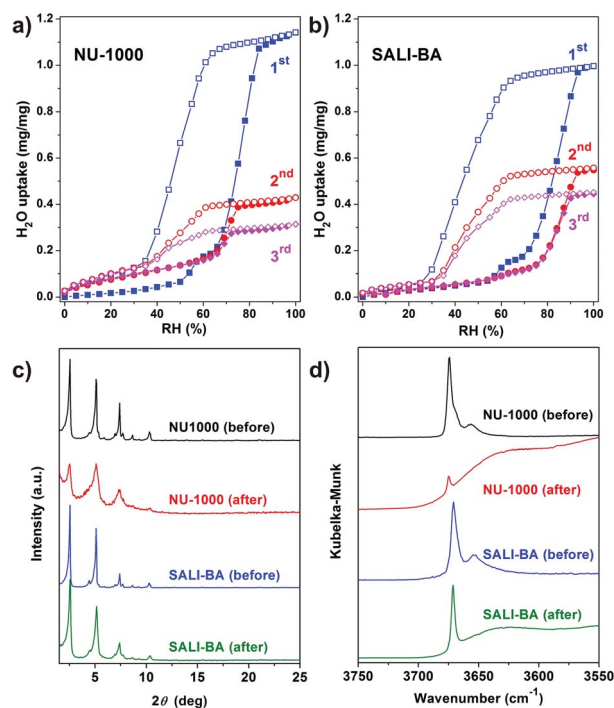 a)
NU-1000
1st
2nd
3rd
H2O uptake (mg/mg)
1.2
1.0
0.8
0.6
0.4
0.2
0.0
0 20 40 60 80 100
RH (%)
b)
SALI-BA
1st
2nd
3rd
H2O uptake (mg/mg)
1.2
1.0
0.8
0.6
0.4
0.2
0.0
0 20 40 60 80 100
RH (%)
c)
NU1000 (before)
NU-1000 (after)
SALI-BA (before)
SALI-BA (after)
Intensity (a.u.)
5 10 15 20 25
2θ (deg)
d)
NU-1000 (before)
NU-1000 (after)
SALI-BA (before)
SALI-BA (after)
Kubelka-Munk
3750 3700 3650 3600 3550
Wavenumber (cm-1)